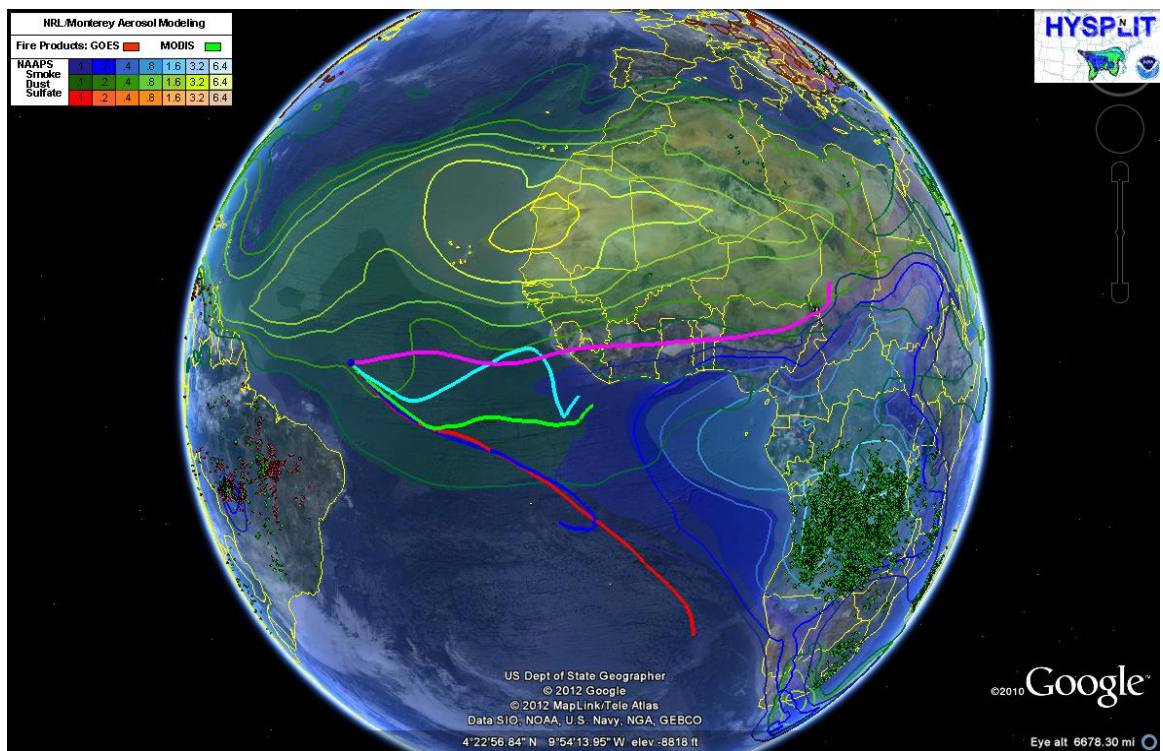 NRL/Monterey Aerosol Modeling
Fire Products: GOES MODIS
NAAPS
Smoke .1 .2 .4 .8 1.6 3.2 6.4
Dust .1 .2 .4 .8 1.6 3.2 6.4
Sulfate .1 .2 .4 .8 1.6 3.2 6.4
HYSPLIT
N
NOAA
US Dept of State Geographer
© 2012 Google
© 2012 MapLink/Tele Atlas
Data SIO, NOAA, U.S. Navy, NGA, GEBCO
©2010 Google™
4°22'56.84" N 9°54'13.95" W elev -8818 ft
Eye alt 6678.30 mi